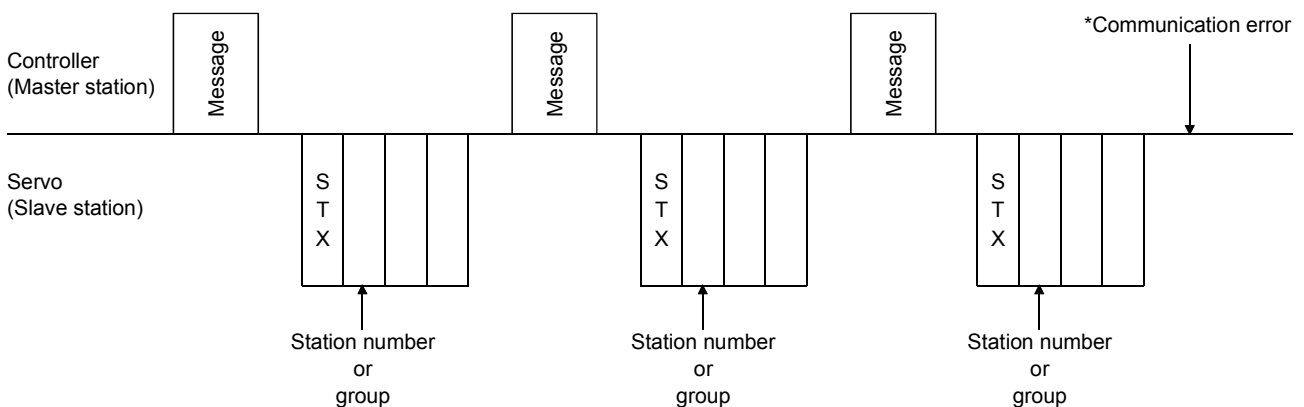 *Communication error
Controller
(Master station)
Message
Message
Message
Servo
(Slave station)
S
T
X
S
T
X
S
T
X
Station number
or
group
Station number
or
group
Station number
or
group